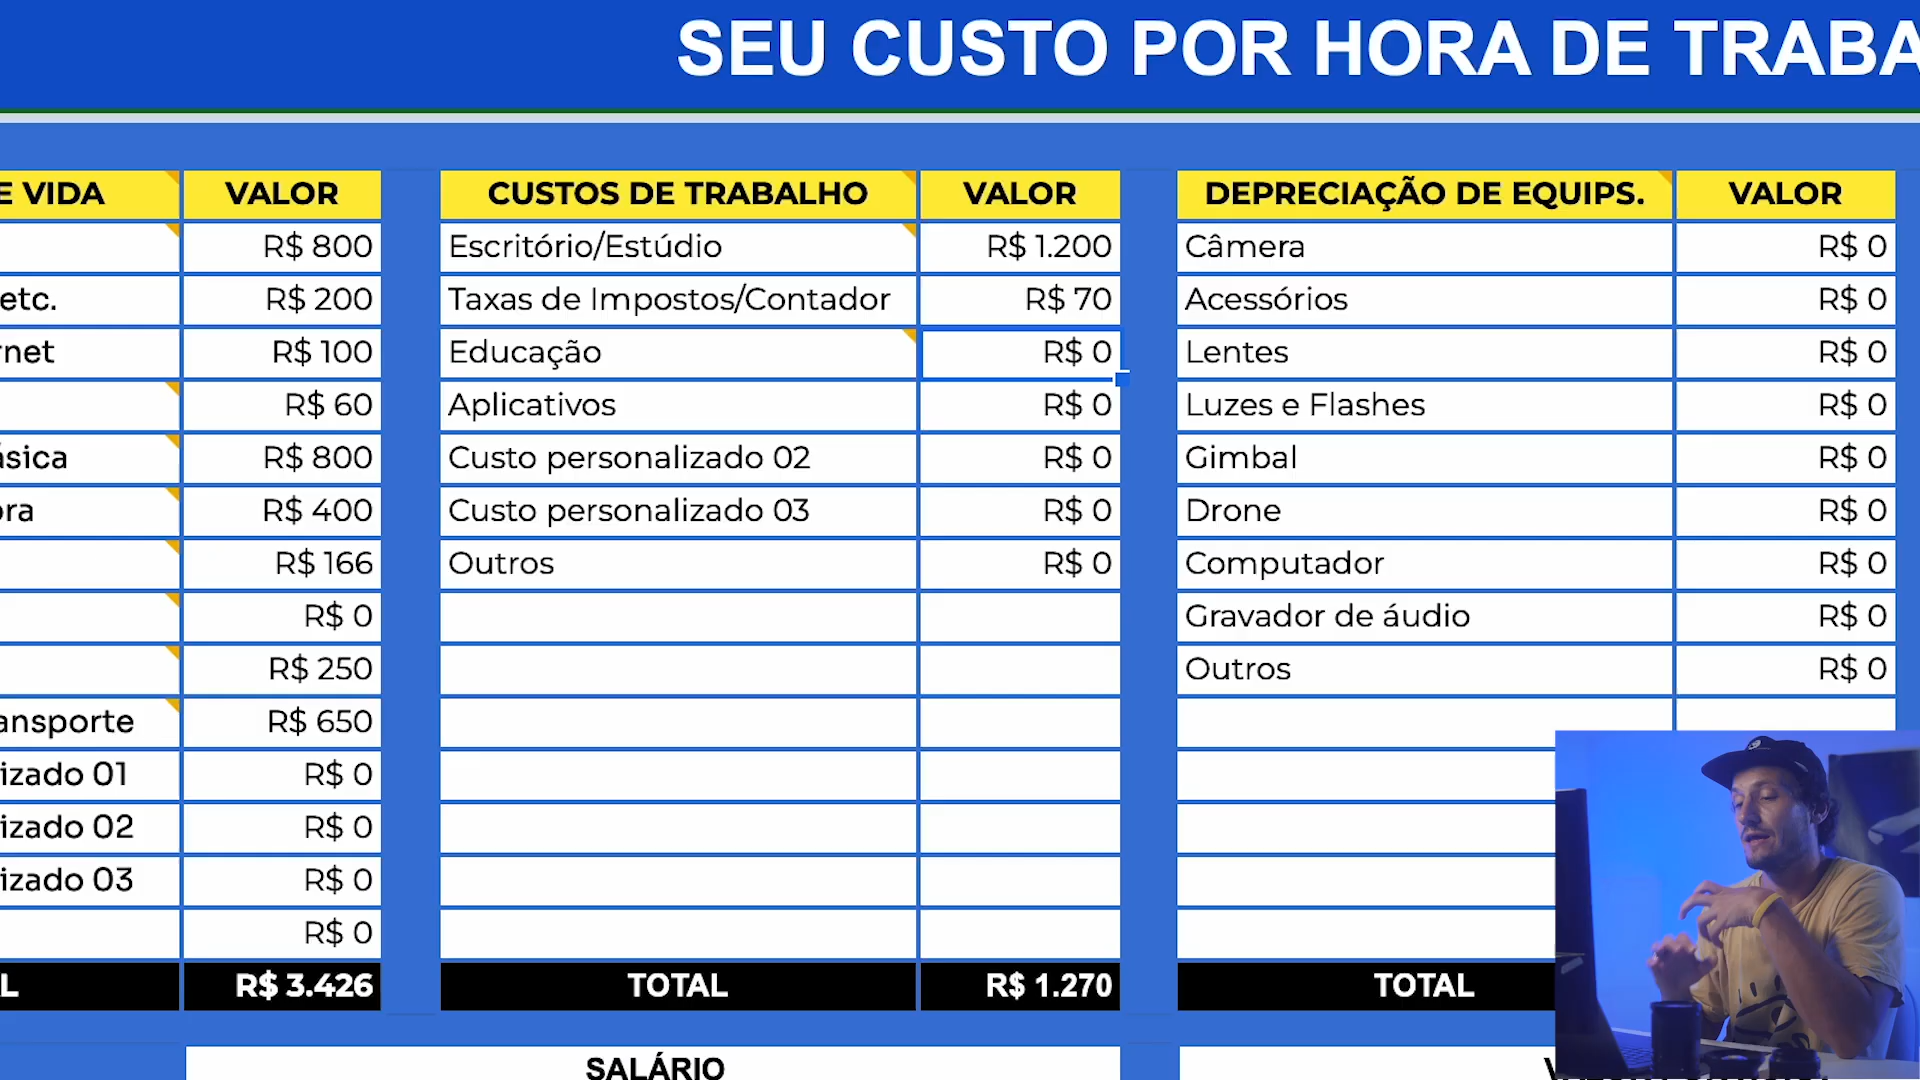 SEU CUSTO POR HORA DE TRABA
E VIDA VALOR CUSTOS DE TRABALHO VALOR DEPRECIAÇÃO DE EQUIPS. VALOR
R$ 800 Escritório/Estúdio R$ 1.200 Câmera R$ 0
etc. R$ 200 Taxas de Impostos/Contador R$ 70 Acessórios R$ 0
rnet R$ 100 Educação R$ 0 Lentes R$ 0
R$ 60 Aplicativos R$ 0 Luzes e Flashes R$ 0
ásica R$ 800 Custo personalizado 02 R$ 0 Gimbal R$ 0
ora R$ 400 Custo personalizado 03 R$ 0 Drone R$ 0
R$ 166 Outros R$ 0 Computador R$ 0
R$ 0 Gravador de áudio R$ 0
R$ 250 Outros R$ 0
ansporte R$ 650
izado 01 R$ 0
izado 02 R$ 0
izado 03 R$ 0
R$ 0
L R$ 3.426 TOTAL R$ 1.270 TOTAL
SALÁRIO